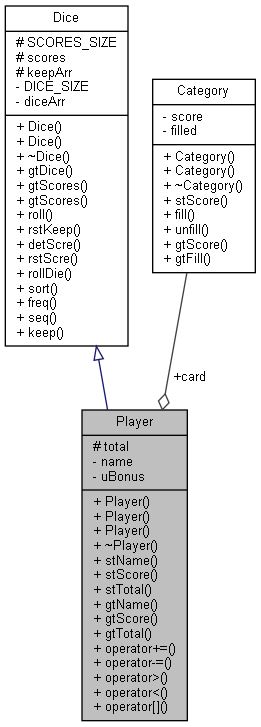 Dice
# SCORES_SIZE
# scores
# keepArr
- DICE_SIZE
- diceArr
+ Dice()
+ Dice()
+ ~Dice()
+ gtDice()
+ gtScores()
+ gtScores()
+ roll()
+ rstKeep()
+ detScre()
+ rstScre()
+ rollDie()
+ sort()
+ freq()
+ seq()
+ keep()
Category
- score
- filled
+ Category()
+ Category()
+ ~Category()
+ stScore()
+ fill()
+ unfill()
+ gtScore()
+ gtFill()
+card
Player
# total
- name
- uBonus
+ Player()
+ Player()
+ Player()
+ ~Player()
+ stName()
+ stScore()
+ stTotal()
+ gtName()
+ gtScore()
+ gtTotal()
+ operator+=()
+ operator-=()
+ operator>()
+ operator<()
+ operator[]()